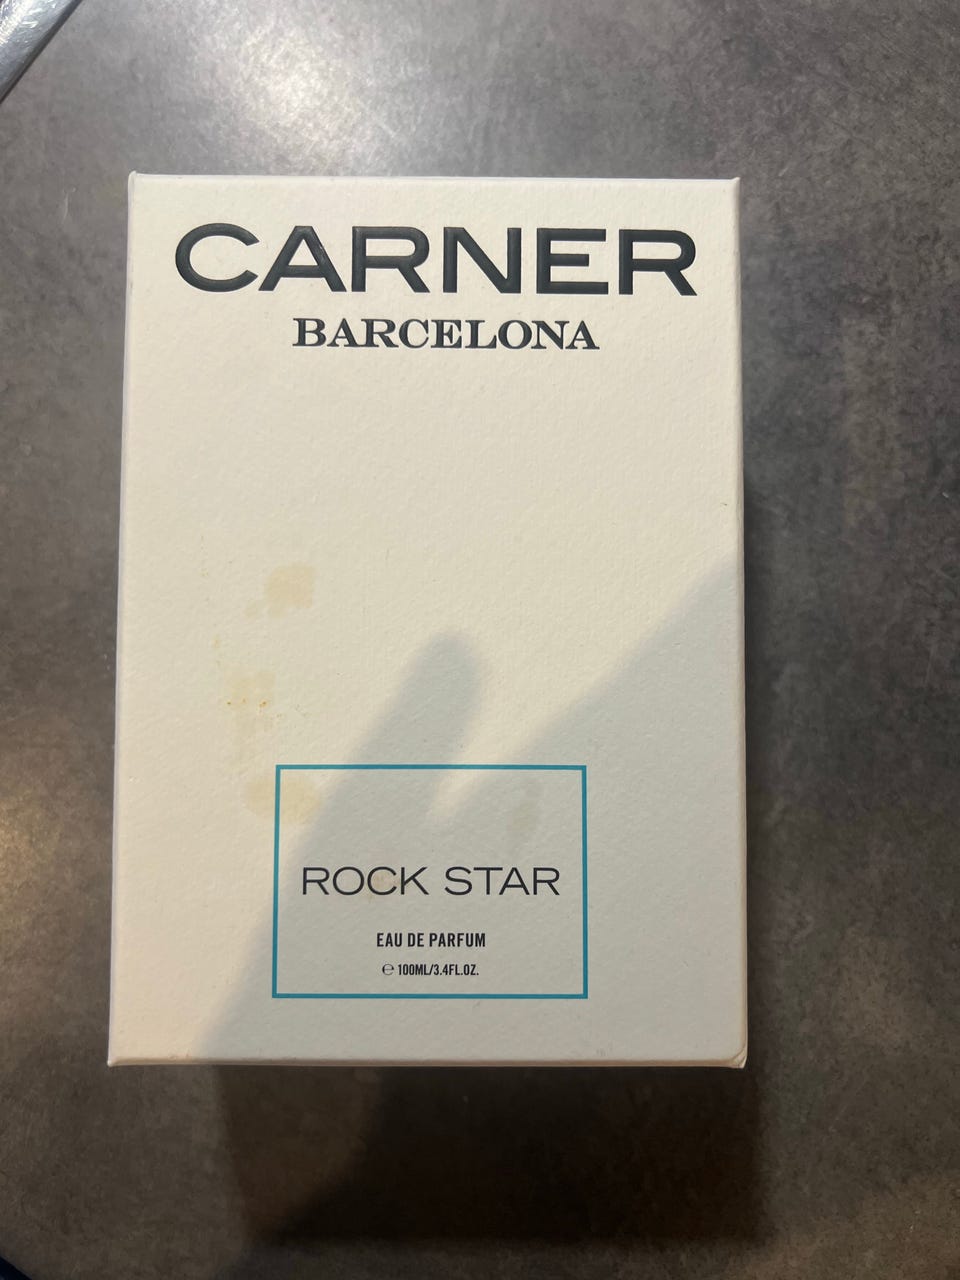 CARNER
BARCELONA
ROCK STAR
EAU DE PARFUM
℮ 100ML/3.4FL.OZ.